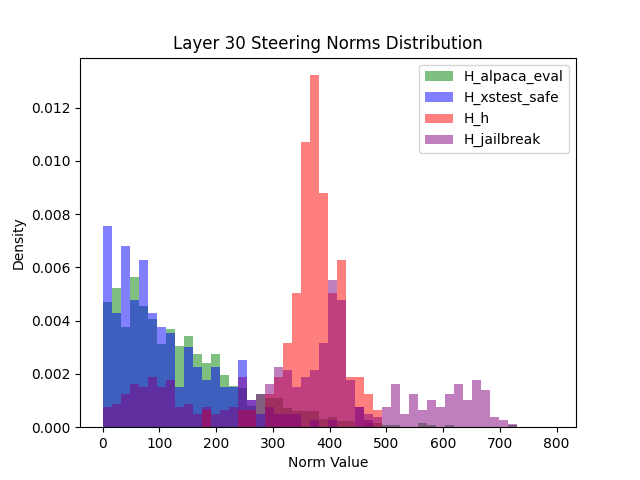 Layer 30 Steering Norms Distribution
H_alpaca_eval
H_xstest_safe
H_h
H_jailbreak
Density
0.012
0.010
0.008
0.006
0.004
0.002
0.000
0 100 200 300 400 500 600 700 800
Norm Value